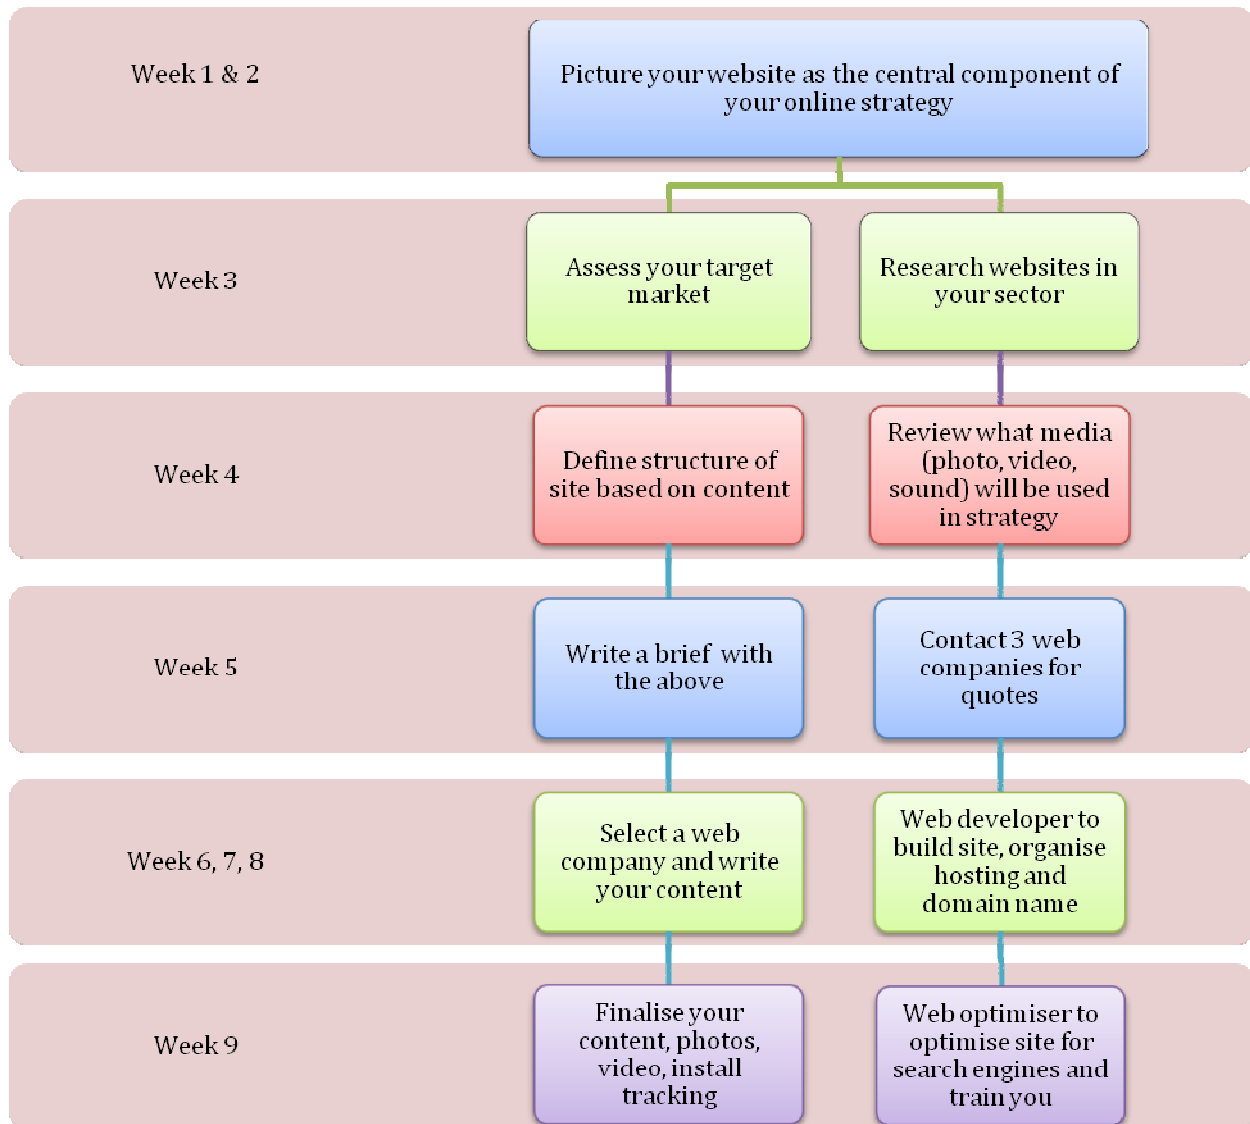 Week 1 & 2
Picture your website as the central component of
your online strategy
Week 3
Assess your target
market
Research websites in
your sector
Week 4
Define structure of
site based on content
Review what media
(photo, video,
sound) will be used
in strategy
Week 5
Write a brief with
the above
Contact 3 web
companies for
quotes
Week 6, 7, 8
Select a web
company and write
your content
Web developer to
build site, organise
hosting and
domain name
Week 9
Finalise your
content, photos,
video, install
tracking
Web optimiser to
optimise site for
search engines and
train you